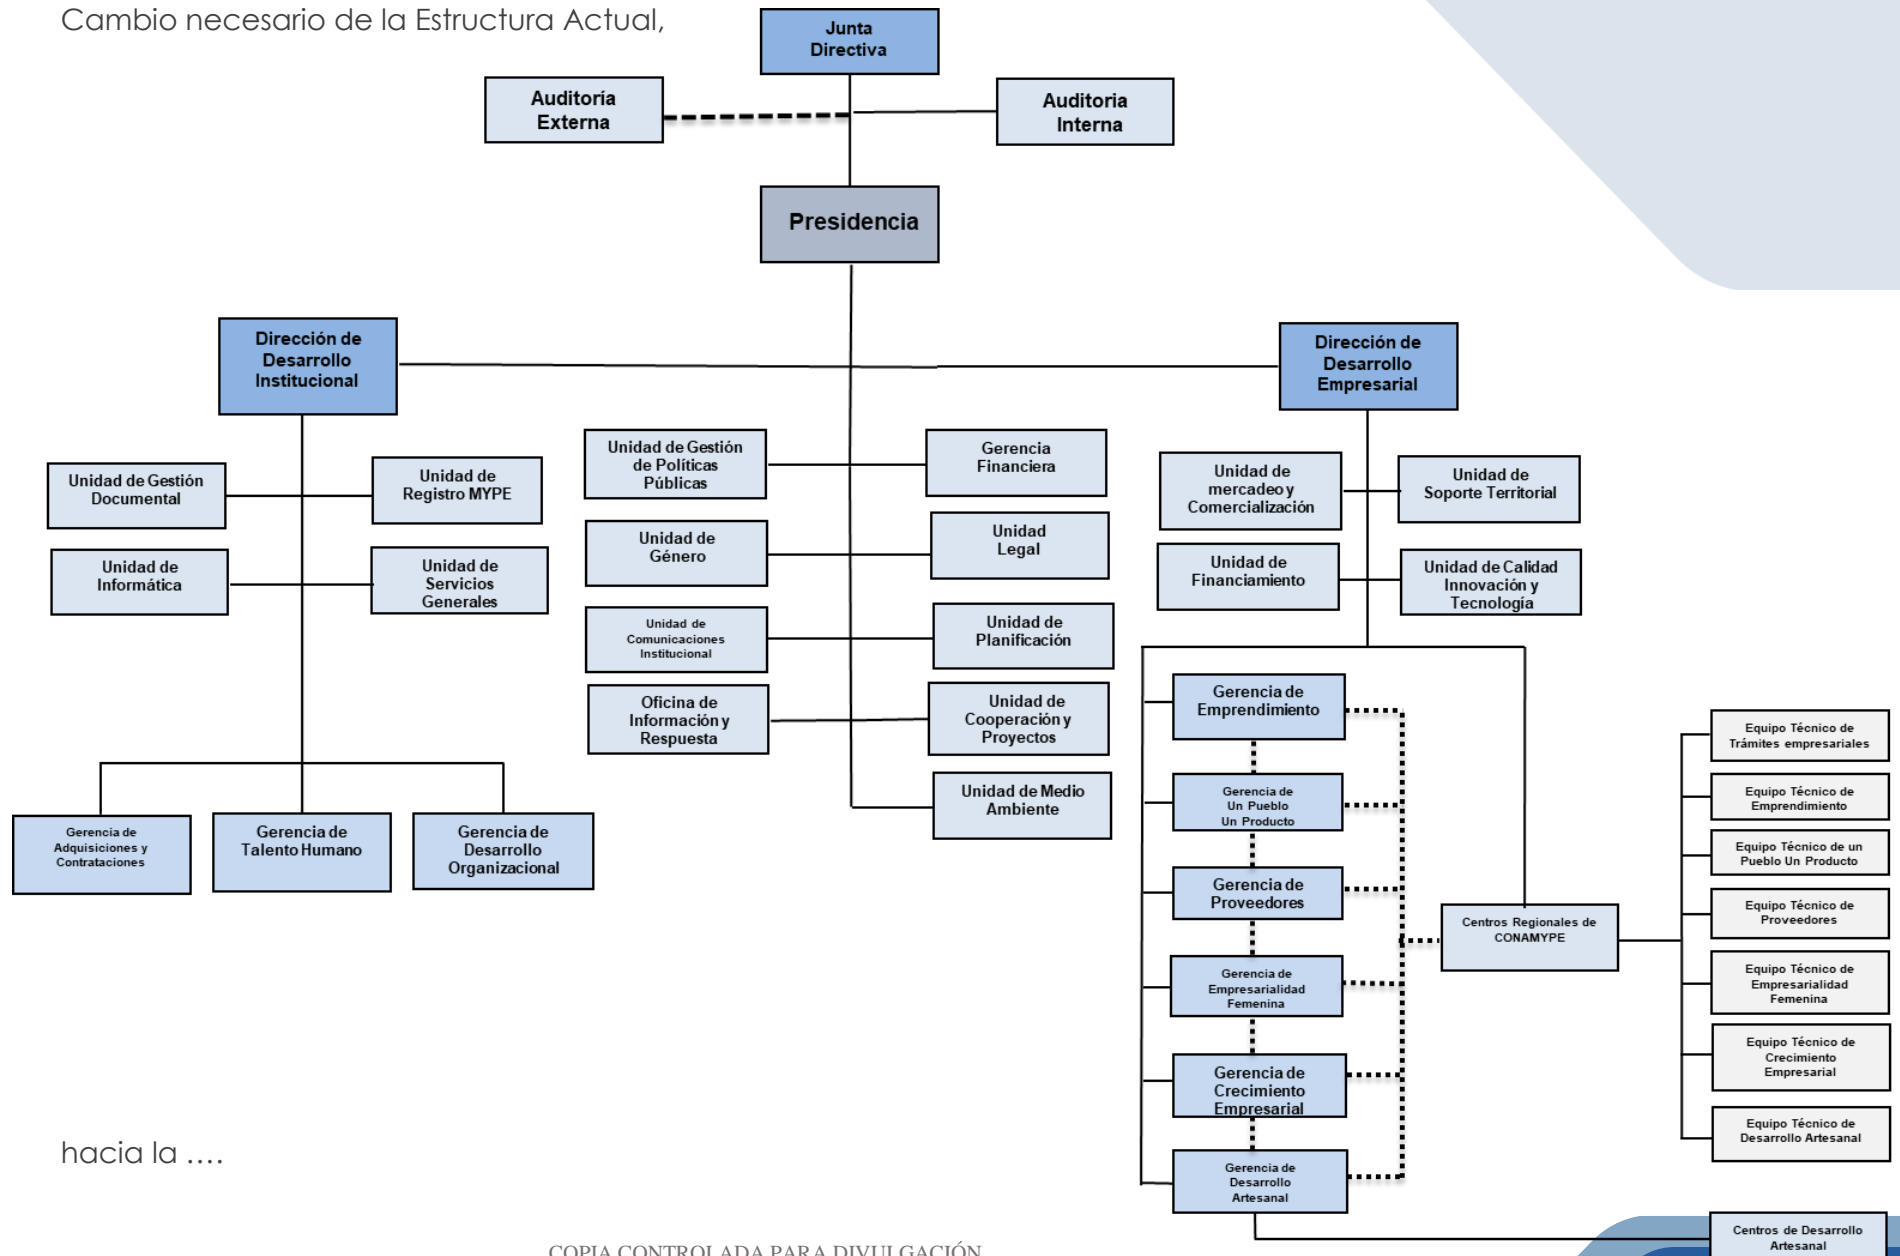 Cambio necesario de la Estructura Actual,
Junta
Directiva
Auditoría
Externa
Auditoria
Interna
Presidencia
Dirección de
Desarrollo
Institucional
Dirección de
Desarrollo
Empresarial
Unidad de Gestión
Documental
Unidad de
Registro MYPE
Unidad de
Informática
Unidad de
Servicios
Generales
Gerencia de
Adquisiciones y
Contrataciones
Gerencia de
Talento Humano
Gerencia de
Desarrollo
Organizacional
Unidad de Gestión
de Políticas
Públicas
Gerencia
Financiera
Unidad de
Género
Unidad
Legal
Unidad de
Comunicaciones
Institucional
Unidad de
Planificación
Oficina de
Información y
Respuesta
Unidad de
Cooperación y
Proyectos
Unidad de Medio
Ambiente
Unidad de
mercadeo y
Comercialización
Unidad de
Soporte Territorial
Unidad de
Financiamiento
Unidad de Calidad
Innovación y
Tecnología
Gerencia de
Emprendimiento
Gerencia de
Un Pueblo
Un Producto
Gerencia de
Proveedores
Gerencia de
Empresarialidad
Femenina
Gerencia de
Crecimiento
Empresarial
Gerencia de
Desarrollo
Artesanal
Centros Regionales de
CONAMYPE
Equipo Técnico de
Trámites empresariales
Equipo Técnico de
Emprendimiento
Equipo Técnico de un
Pueblo Un Producto
Equipo Técnico de
Proveedores
Equipo Técnico de
Empresarialidad
Femenina
Equipo Técnico de
Crecimiento
Empresarial
Equipo Técnico de
Desarrollo Artesanal
Centros de Desarrollo
Artesanal
hacia la ....
COPIA CONTROLADA PARA DIVULGACIÓN